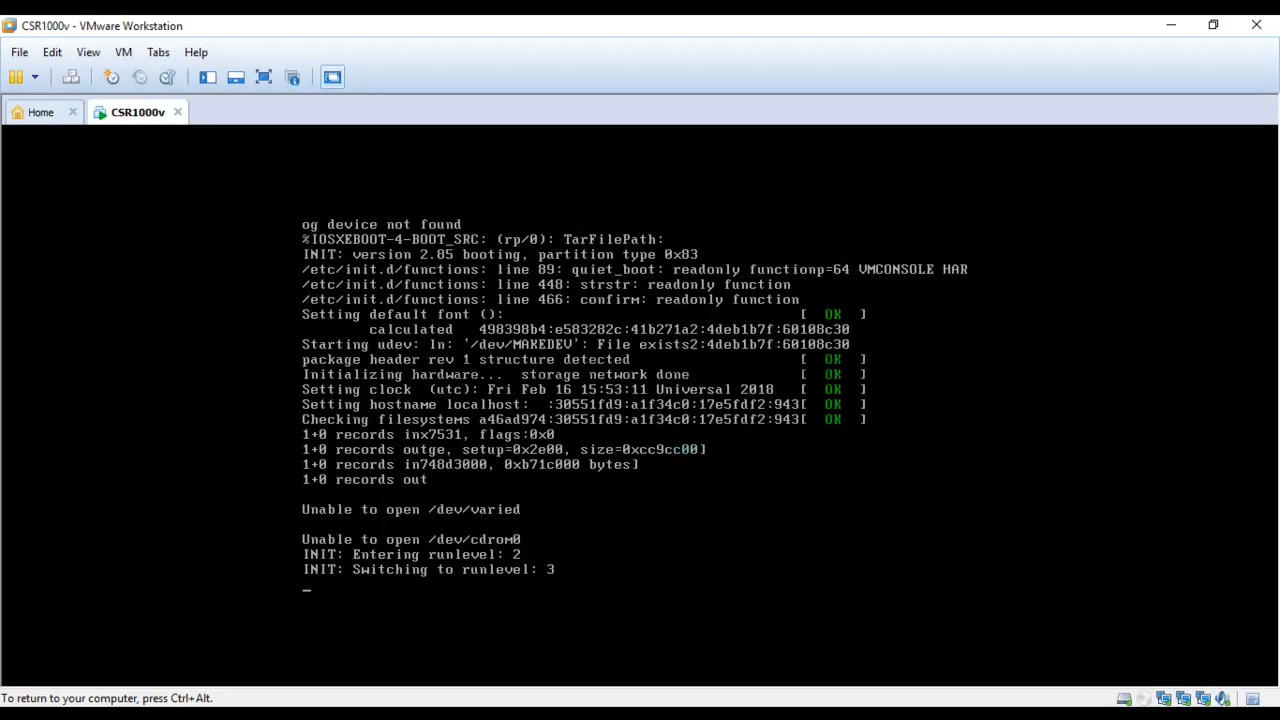 CSR1000v - VMware Workstation
File Edit View VM Tabs Help
Home CSR1000v
og device not found
%IOSXEBOOT-4-BOOT_SRC: (rp/0): TarFilePath:
INIT: version 2.85 booting, partition type 0x83
/etc/init.d/functions: line 89: quiet_boot: readonly functionp=64 VMCONSOLE HAR
/etc/init.d/functions: line 448: strstr: readonly function
/etc/init.d/functions: line 466: confirm: readonly function
Setting default font (): [ OK ]
calculated 498398b4:e583282c:41b271a2:4deb1b7f:60108c30
Starting udev: ln: '/dev/MAKEDEV': File exists2:4deb1b7f:60108c30
package header rev 1 structure detected [ OK ]
Initializing hardware... storage network done [ OK ]
Setting clock (utc): Fri Feb 16 15:53:11 Universal 2018 [ OK ]
Setting hostname localhost: :30551fd9:a1f34c0:17e5fdf2:943[ OK ]
Checking filesystems a46ad974:30551fd9:a1f34c0:17e5fdf2:943[ OK ]
1+0 records inx7531, flags:0x0
1+0 records outge, setup=0x2e00, size=0xcc9cc00]
1+0 records in748d3000, 0xb71c000 bytes]
1+0 records out
Unable to open /dev/varied
Unable to open /dev/cdrom0
INIT: Entering runlevel: 2
INIT: Switching to runlevel: 3
To return to your computer, press Ctrl+Alt.